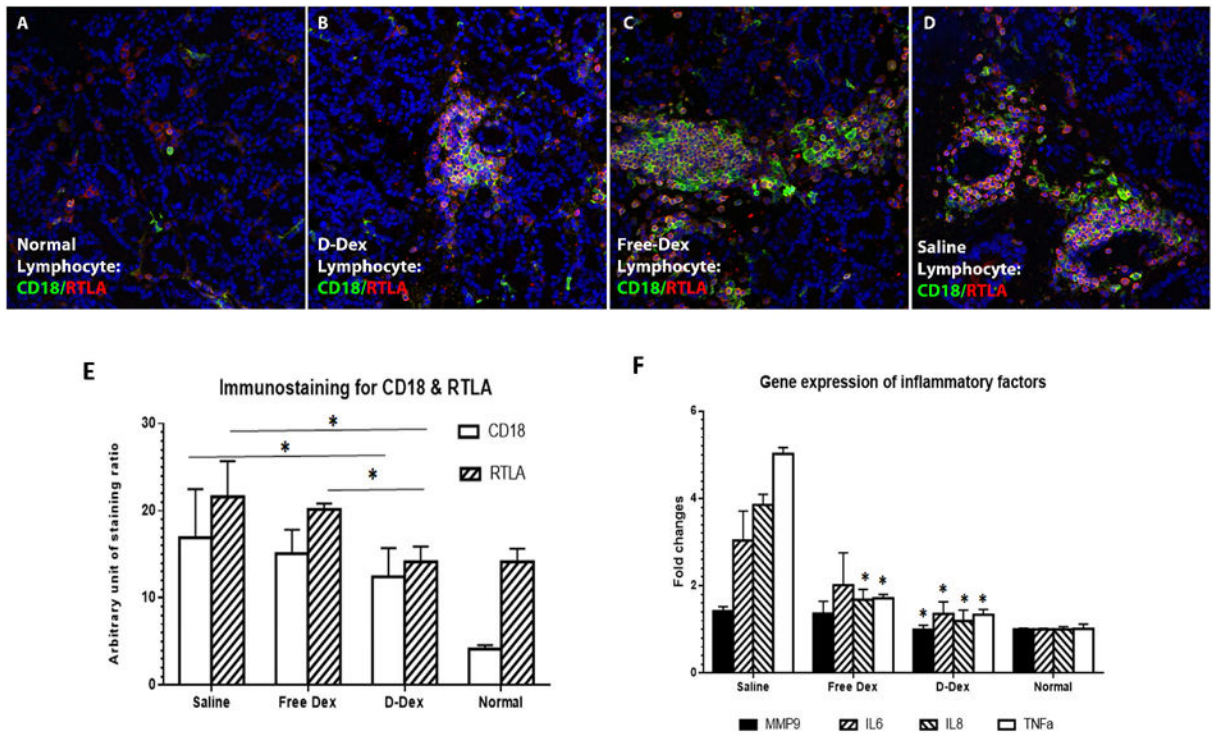 A
B
C
D
Normal
Lymphocyte:
CD18/RTLA
D-Dex
Lymphocyte:
CD18/RTLA
Free-Dex
Lymphocyte:
CD18/RTLA
Saline
Lymphocyte:
CD18/RTLA
E
Immunostaining for CD18 & RTLA
Arbitrary unit of staining ratio
30
20
10
0
* 
*
*
CD18
RTLA
Saline
Free Dex
D-Dex
Normal
F
Gene expression of inflammatory factors
Fold changes
6
4
2
0
* *
* * * *
Saline
Free Dex
D-Dex
Normal
MMP9
IL6
IL8
TNFa